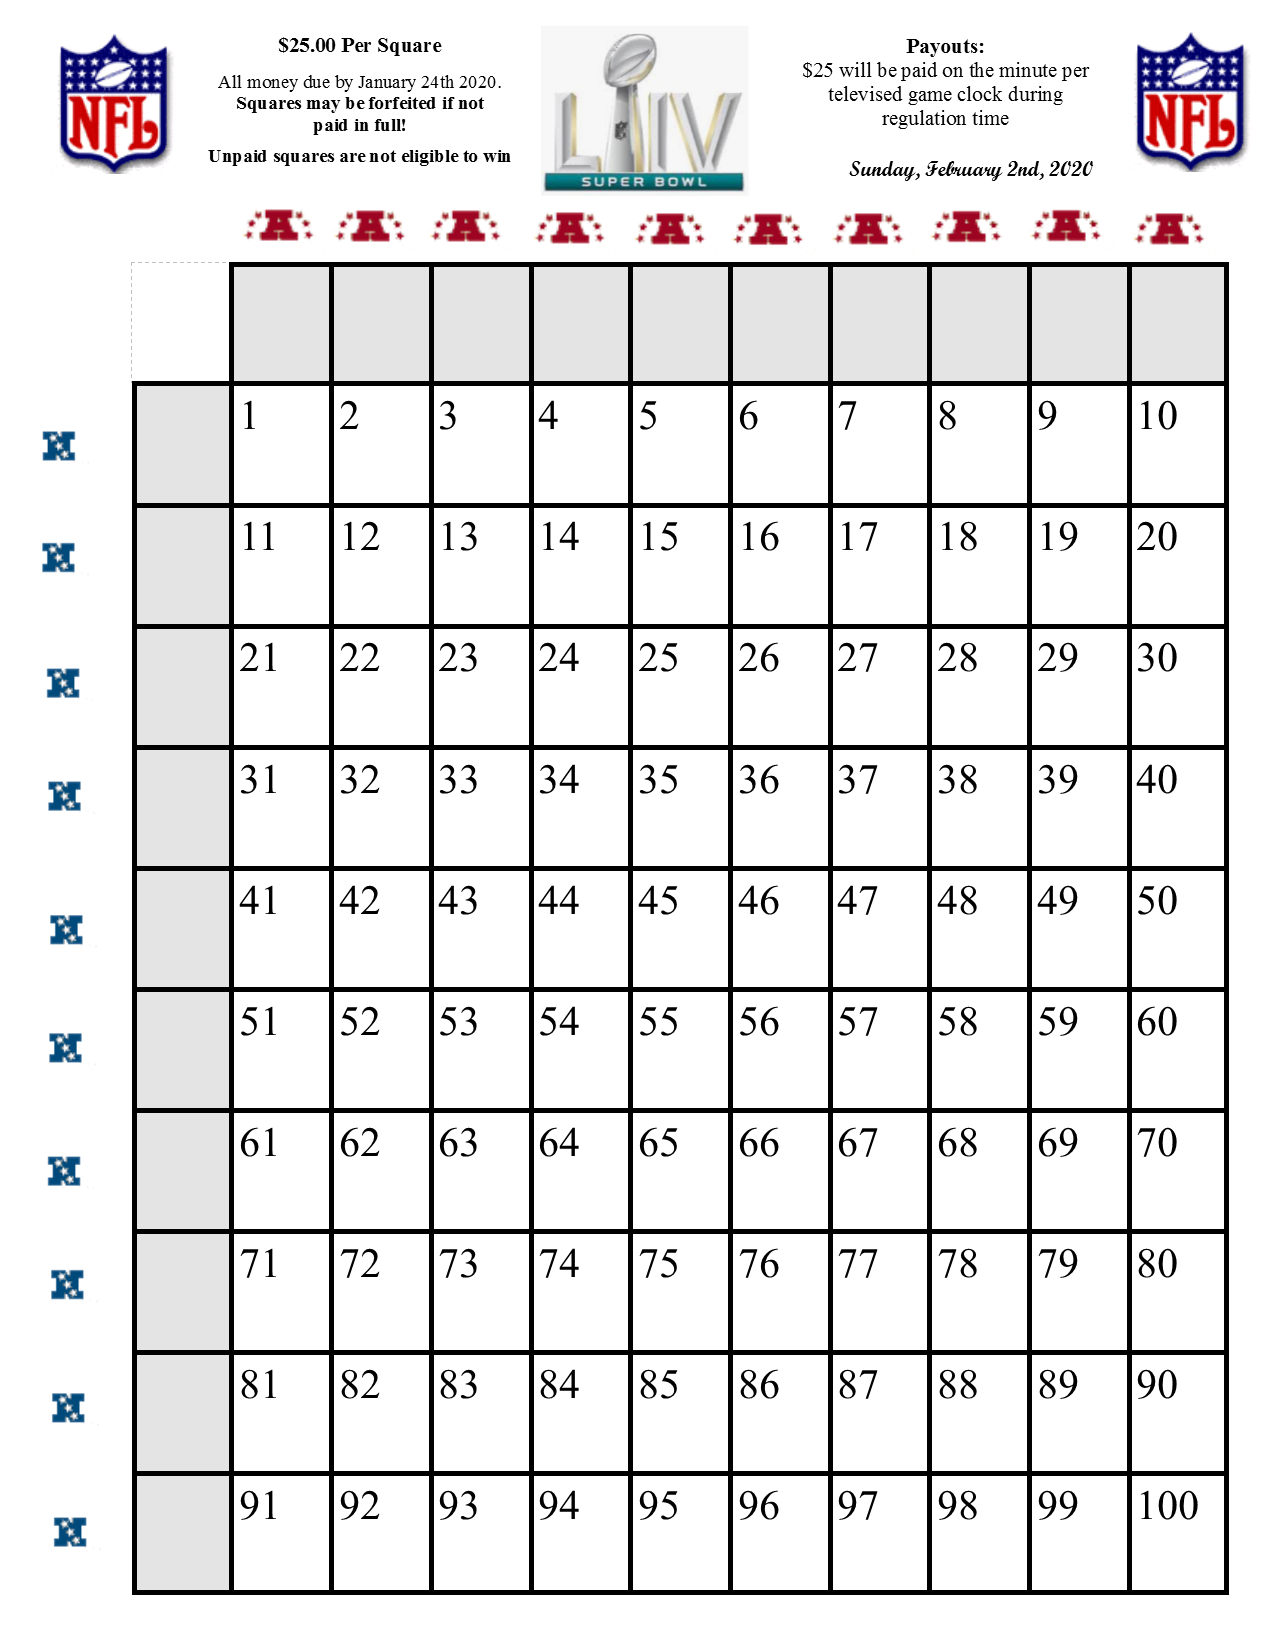 $25.00 Per Square
All money due by January 24th 2020.
Squares may be forfeited if not
paid in full!
Unpaid squares are not eligible to win
NFL
LIV
SUPER BOWL
Payouts:
$25 will be paid on the minute per
televised game clock during
regulation time
Sunday, February 2nd, 2020
NFL
A A A A A A A A A A
N 1 2 3 4 5 6 7 8 9 10
N 11 12 13 14 15 16 17 18 19 20
N 21 22 23 24 25 26 27 28 29 30
N 31 32 33 34 35 36 37 38 39 40
N 41 42 43 44 45 46 47 48 49 50
N 51 52 53 54 55 56 57 58 59 60
N 61 62 63 64 65 66 67 68 69 70
N 71 72 73 74 75 76 77 78 79 80
N 81 82 83 84 85 86 87 88 89 90
N 91 92 93 94 95 96 97 98 99 100